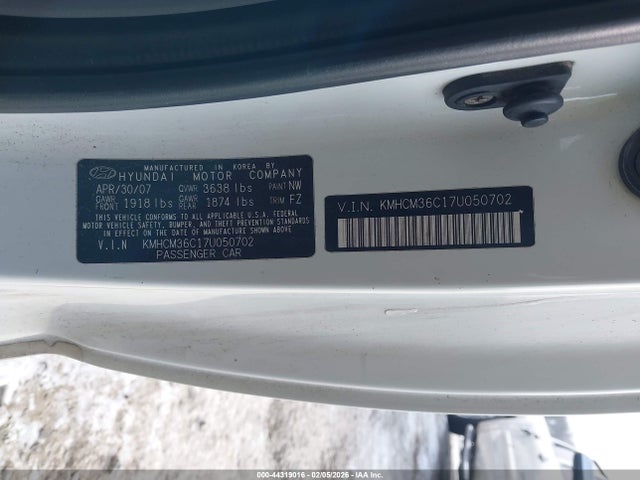 MANUFACTURED IN KOREA BY
HYUNDAI MOTOR COMPANY
APR/30/07 GVWR 3638 lbs PAINT NW
GAWR FRONT 1918 lbs GAWR REAR 1874 lbs TRIM FZ
THIS VEHICLE CONFORMS TO ALL APPLICABLE U.S.A. FEDERAL
MOTOR VEHICLE SAFETY, BUMPER, AND THEFT PREVENTION STANDARDS
IN EFFECT ON THE DATE OF MANUFACTURE SHOWN ABOVE
V.I.N KMHCM36C17U050702
PASSENGER CAR
V.I.N. KMHCM36C17U050702
000-44319016 - 02/05/2026 - IAA